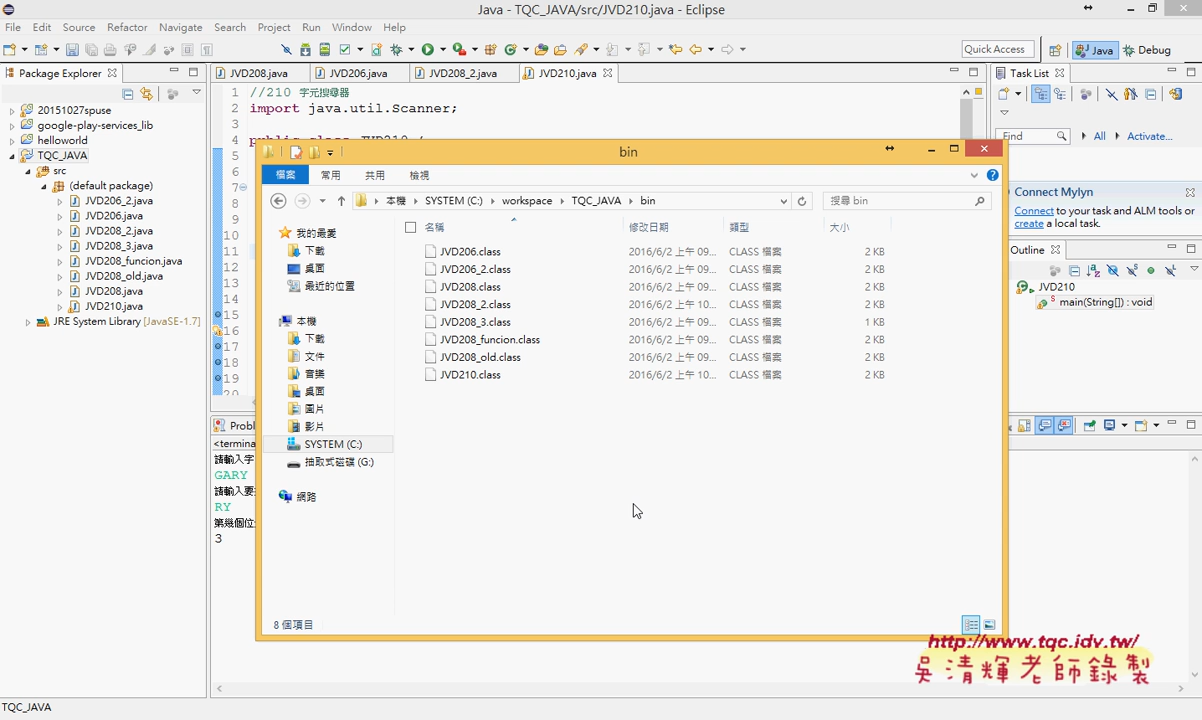 Java - TQC_JAVA/src/JVD210.java - Eclipse
File Edit Source Refactor Navigate Search Project Run Window Help
Quick Access Java Debug
Package Explorer
JVD208.java JVD206.java JVD208_2.java JVD210.java
Task List
20151027spuse
google-play-services_lib
helloworld
TQC_JAVA
src
(default package)
JVD206_2.java
JVD206.java
JVD208_2.java
JVD208_3.java
JVD208_funcion.java
JVD208_old.java
JVD208.java
JVD210.java
JRE System Library [JavaSE-1.7]
1 //210 字元搜尋器
2 import java.util.Scanner;
3
4
5
6
7
8
9
10
11
12
13
14
15
16
17
18
19
20
bin
檔案 常用 共用 檢視
本機 SYSTEM (C:) workspace TQC_JAVA bin
搜尋 bin
我的最愛
下載
桌面
最近的位置
本機
下載
文件
音樂
桌面
圖片
影片
SYSTEM (C:)
抽取式磁碟 (G:)
網路
名稱 修改日期 類型 大小
JVD206.class 2016/6/2 上午 09... CLASS 檔案 2 KB
JVD206_2.class 2016/6/2 上午 09... CLASS 檔案 2 KB
JVD208.class 2016/6/2 上午 09... CLASS 檔案 2 KB
JVD208_2.class 2016/6/2 上午 10... CLASS 檔案 2 KB
JVD208_3.class 2016/6/2 上午 09... CLASS 檔案 1 KB
JVD208_funcion.class 2016/6/2 上午 09... CLASS 檔案 2 KB
JVD208_old.class 2016/6/2 上午 09... CLASS 檔案 2 KB
JVD210.class 2016/6/2 上午 10... CLASS 檔案 2 KB
8 個項目
Find All Activate...
Connect Mylyn
Connect to your task and ALM tools or
create a local task.
Outline
JVD210
main(String[]) : void
Probl
<termina
請輸入字
GARY
請輸入要
RY
第幾個位
3
http://www.tqc.idv.tw/
吳清輝老師錄製
TQC_JAVA